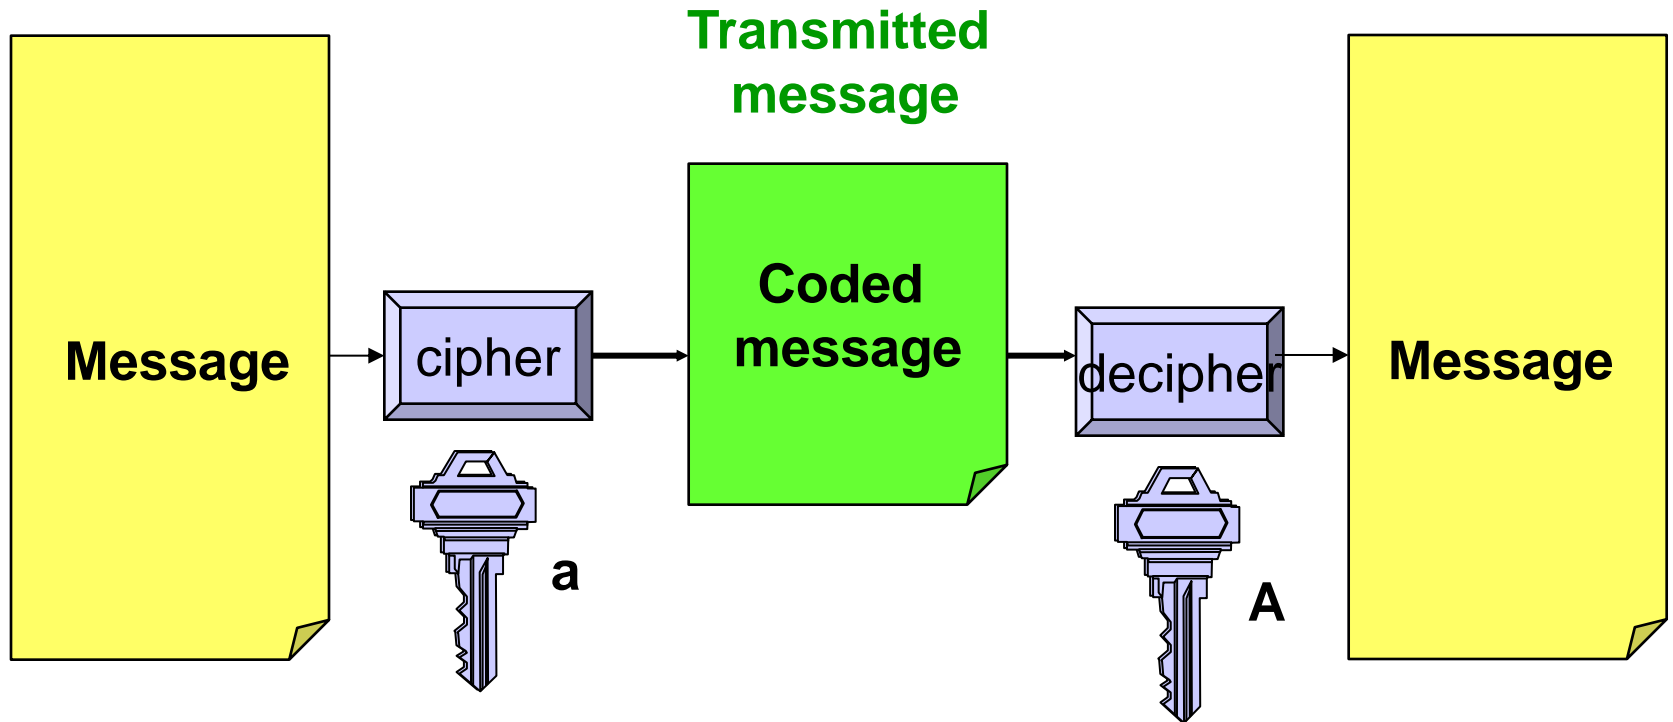 Transmitted
message
Message
cipher
Coded
message
decipher
Message
a
A